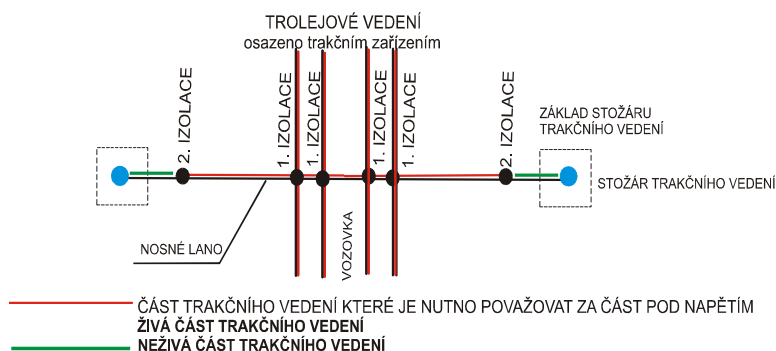 TROLEJOVÉ VEDENÍ
osazeno trakčním zařízením
2. IZOLACE
1. IZOLACE
1. IZOLACE
1. IZOLACE
1. IZOLACE
2. IZOLACE
ZÁKLAD STOŽÁRU
TRAKČNÍHO VEDENÍ
STOŽÁR TRAKČNÍHO VEDENÍ
NOSNÉ LANO
VOZOVKA
ČÁST TRAKČNÍHO VEDENÍ KTERÉ JE NUTNO POVAŽOVAT ZA ČÁST POD NAPĚTÍM
ŽIVÁ ČÁST TRAKČNÍHO VEDENÍ
NEŽIVÁ ČÁST TRAKČNÍHO VEDENÍ